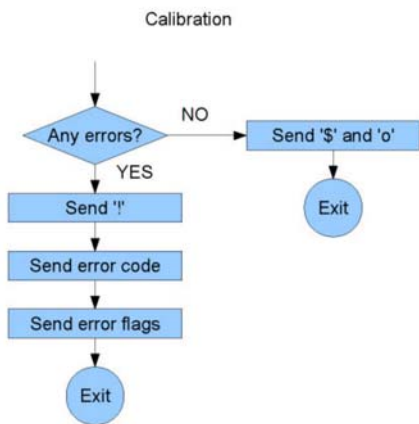 Calibration
Any errors?
NO
Send '$' and 'o'
YES
Send '!'
Exit
Send error code
Send error flags
Exit